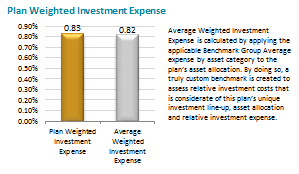 Plan Weighted Investment Expense
0.90%
0.80%
0.70%
0.60%
0.50%
0.40%
0.30%
0.20%
0.10%
0.00%
0.83
0.82
Plan Weighted
Investment
Expense
Average
Weighted
Investment
Expense
Average Weighted Investment
Expense is calculated by applying the
applicable Benchmark Group Average
expense by asset category to the
plan's asset allocation. By doing so, a
truly custom benchmark is created to
assess relative investment costs that
is considerate of this plan's unique
investment line-up, asset allocation
and relative investment expense.